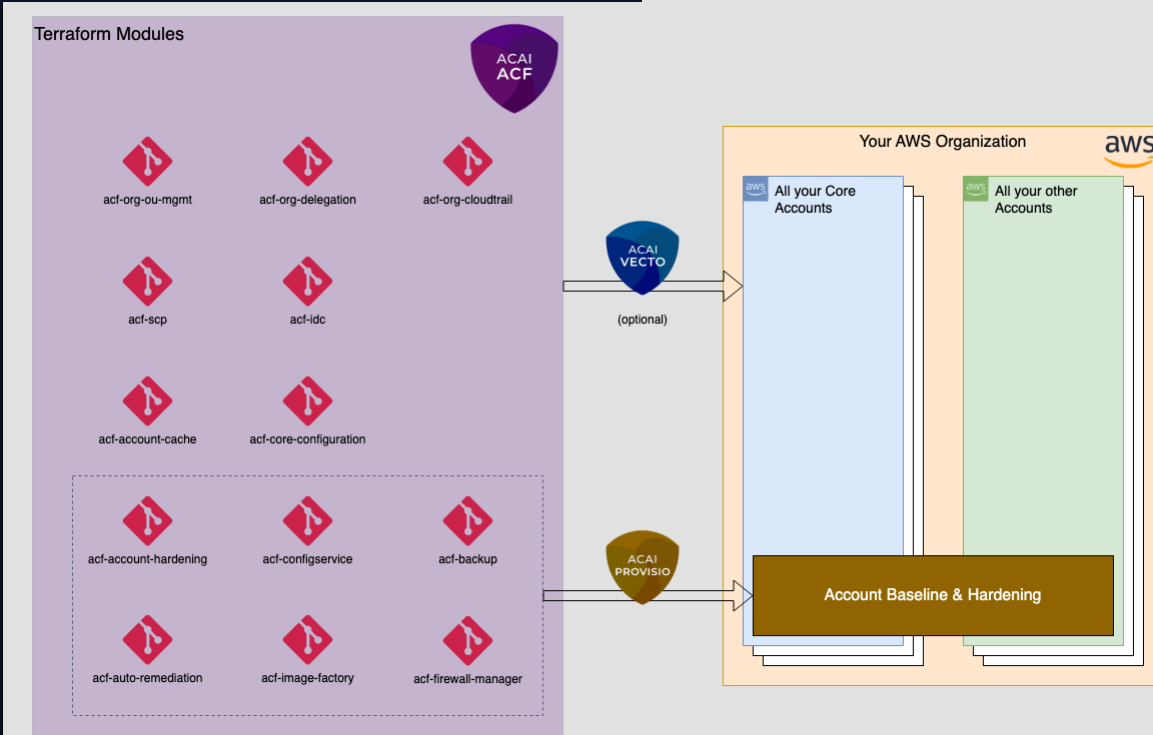 Terraform Modules
ACAI
ACF
acf-org-ou-mgmt
acf-org-delegation
acf-org-cloudtrail
acf-scp
acf-idc
acf-account-cache
acf-core-configuration
acf-account-hardening
acf-configservice
acf-backup
acf-auto-remediation
acf-image-factory
acf-firewall-manager
ACAI
VECTO
(optional)
ACAI
PROVISIO
Your AWS Organization
aws
aws
All your Core
Accounts
aws
All your other
Accounts
Account Baseline & Hardening